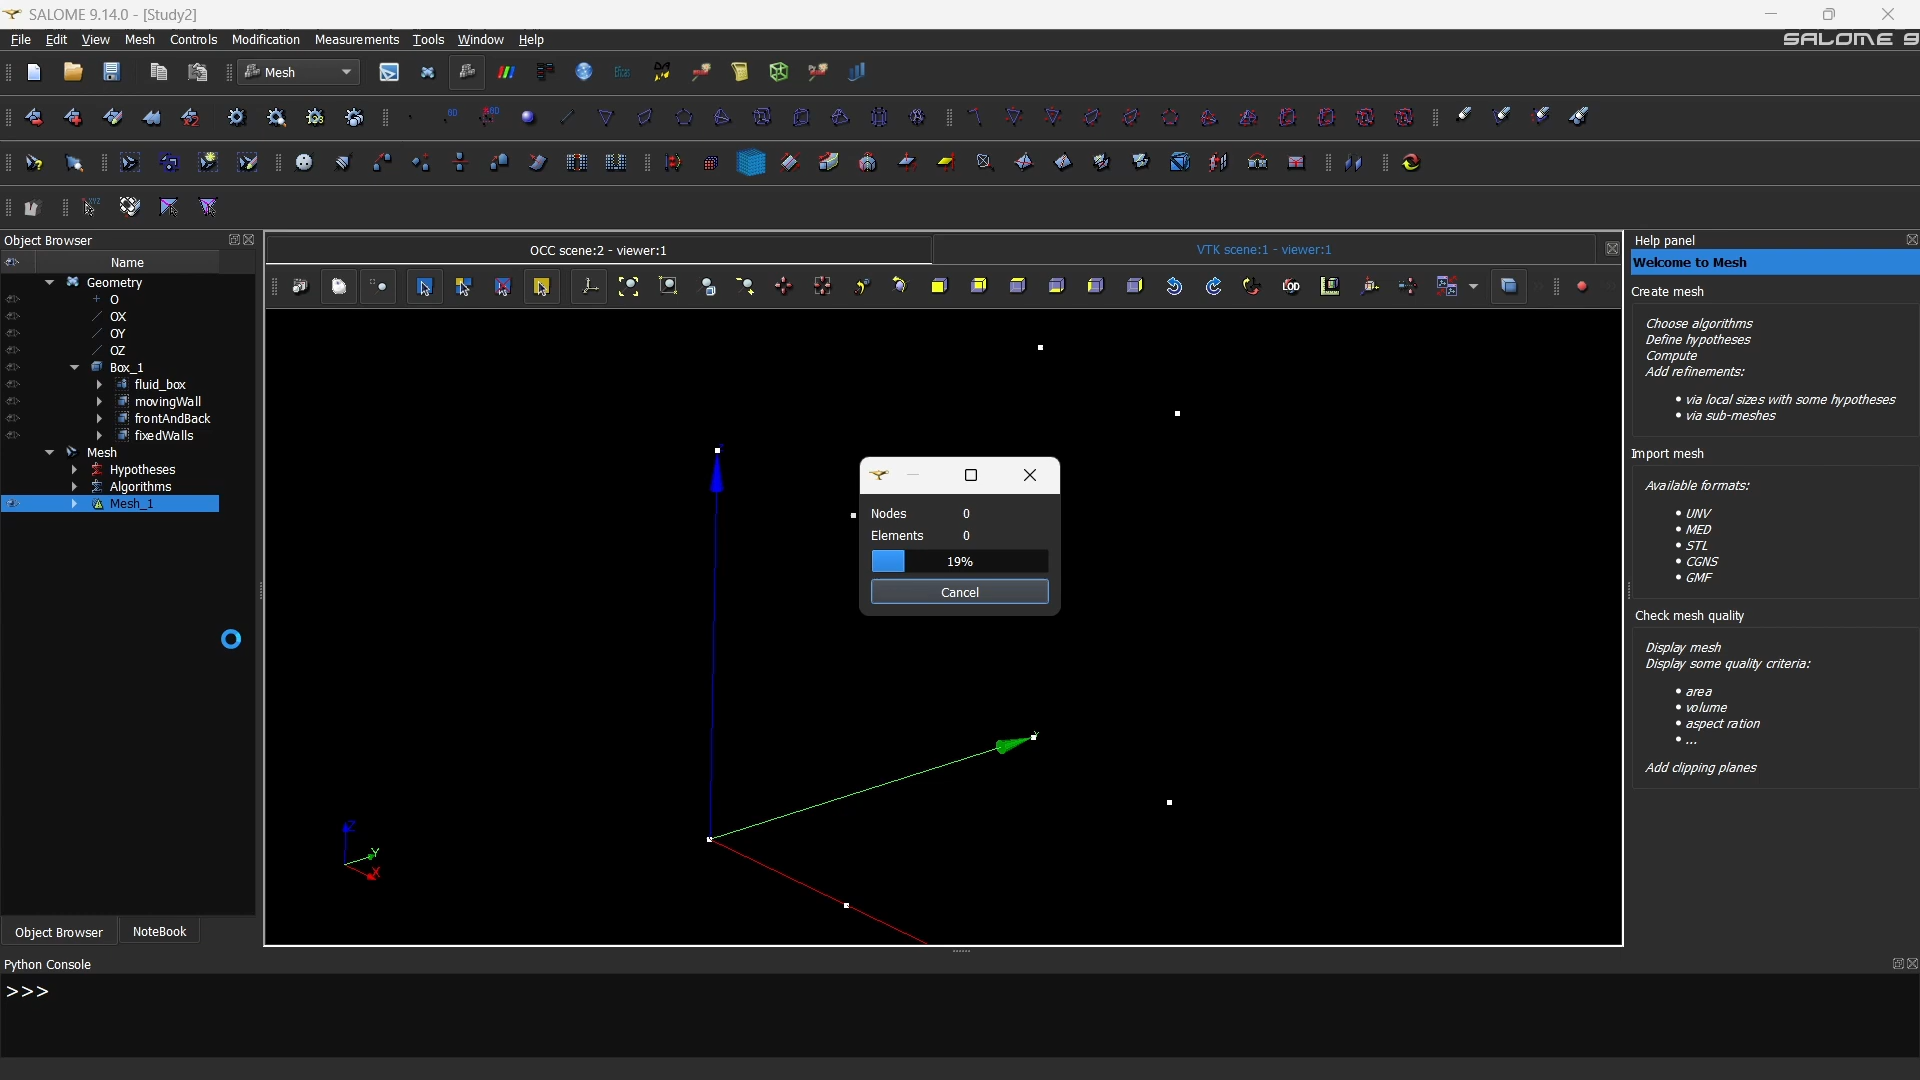 SALOME 9.14.0 - [Study2]
File Edit View Mesh Controls Modification Measurements Tools Window Help
SALOME 9
Mesh
Object Browser
Name
Geometry
O
OX
OY
OZ
Box_1
fluid_box
movingWall
frontAndBack
fixedWalls
Mesh
Hypotheses
Algorithms
Mesh_1
Object Browser NoteBook
OCC scene:2 - viewer:1
VTK scene:1 - viewer:1
Nodes 0
Elements 0
19%
Cancel
Z
Y
X
Help panel
Welcome to Mesh
Create mesh
Choose algorithms
Define hypotheses
Compute
Add refinements:
• via local sizes with some hypotheses
• via sub-meshes
Import mesh
Available formats:
• UNV
• MED
• STL
• CGNS
• GMF
Check mesh quality
Display mesh
Display some quality criteria:
• area
• volume
• aspect ration
• ...
Add clipping planes
Python Console
>>>